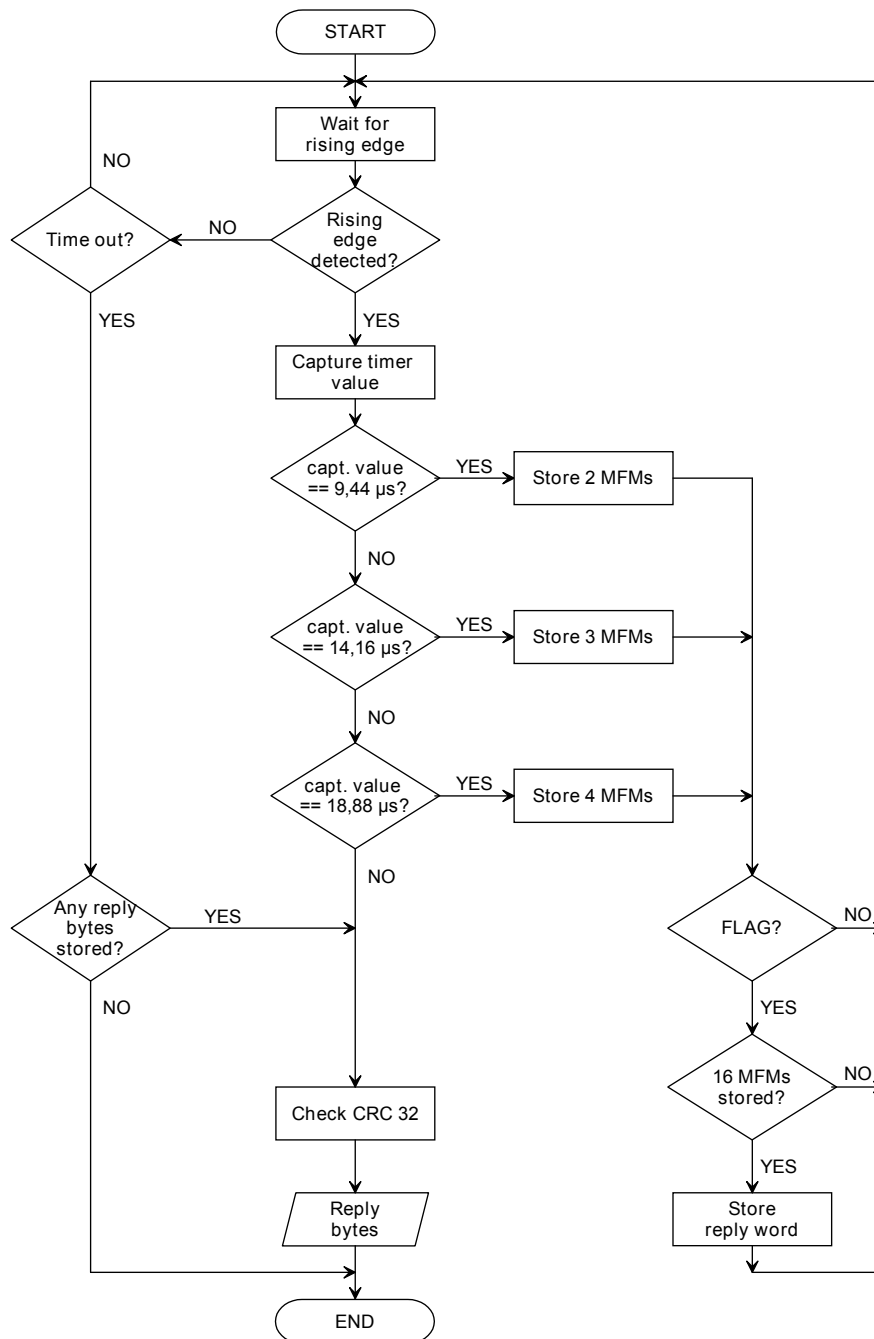 START
Wait for
rising edge
NO
Time out?
NO
Rising
edge
detected?
YES
YES
Capture timer
value
capt. value
== 9,44 µs?
YES
Store 2 MFMs
NO
capt. value
== 14,16 µs?
YES
Store 3 MFMs
NO
capt. value
== 18,88 µs?
YES
Store 4 MFMs
NO
Any reply
bytes
stored?
YES
FLAG?
NO
NO
YES
16 MFMs
stored?
NO
Check CRC 32
YES
Reply
bytes
Store
reply word
END